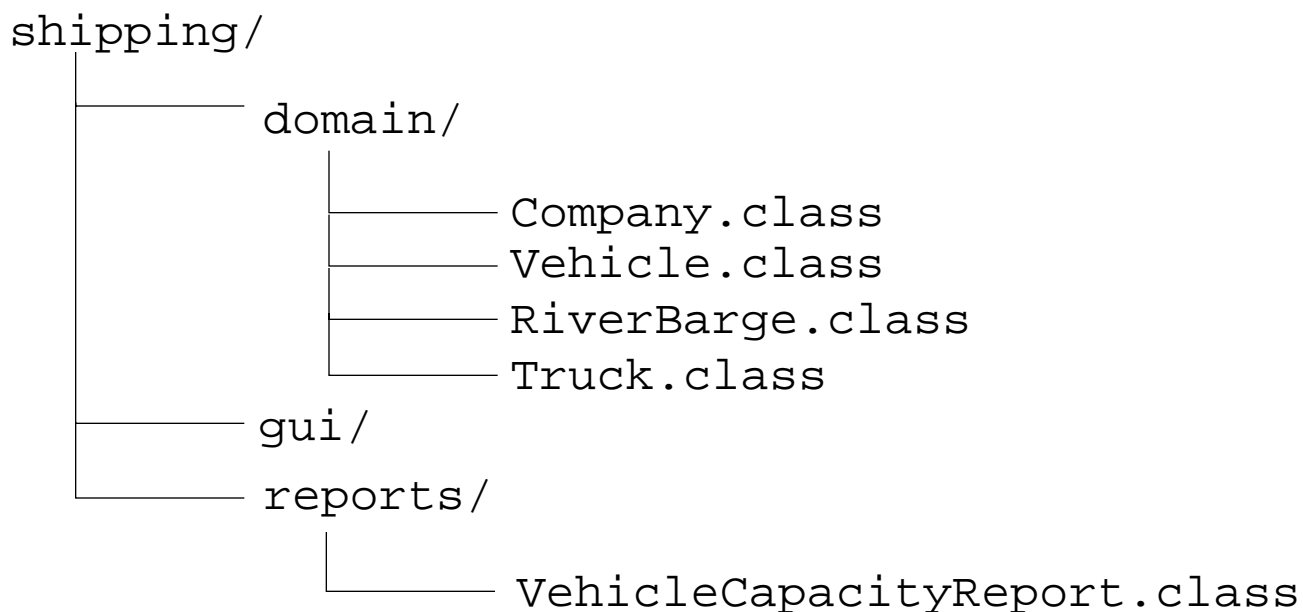 shipping/
domain/
Company.class
Vehicle.class
RiverBarge.class
Truck.class
gui/
reports/
VehicleCapacityReport.class